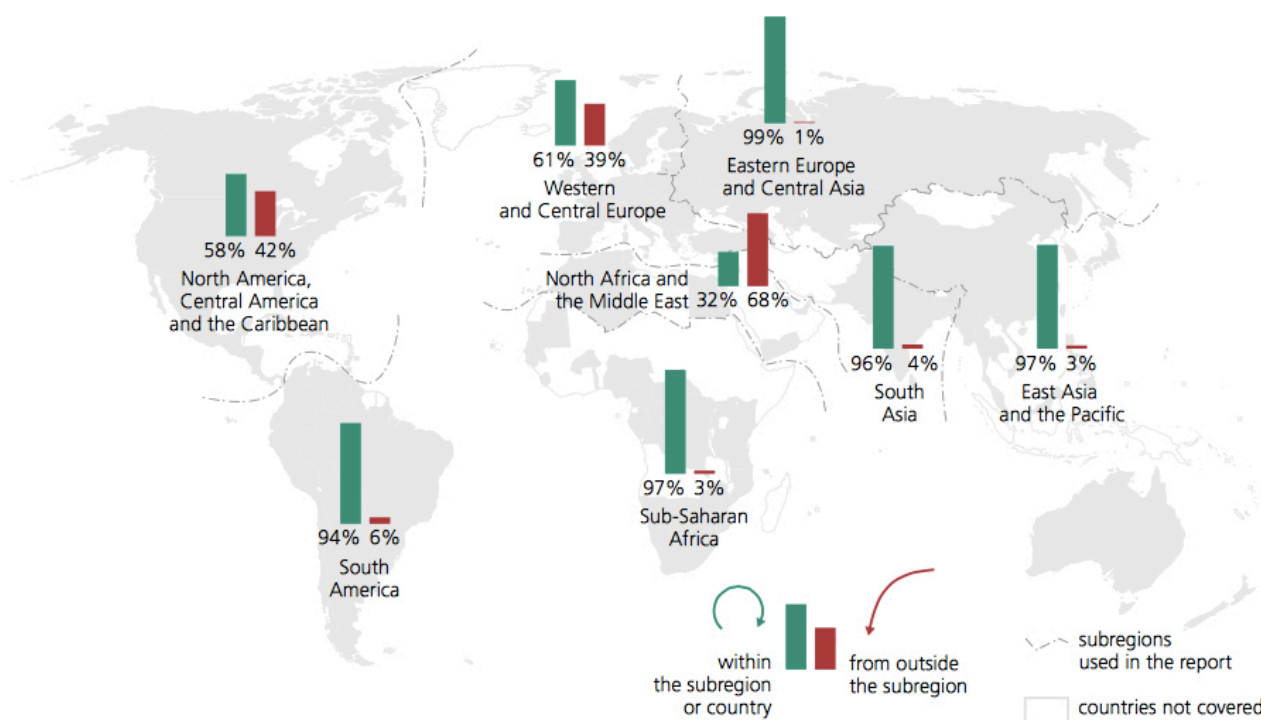 99% 1%
Eastern Europe
and Central Asia
61% 39%
Western
and Central Europe
58% 42%
North America,
Central America
and the Caribbean
North Africa and
the Middle East
32% 68%
96% 4%
South
Asia
97% 3%
East Asia
and the Pacific
97% 3%
Sub-Saharan
Africa
94% 6%
South
America
within
the subregion
or country
from outside
the subregion
subregions
used in the report
countries not covered